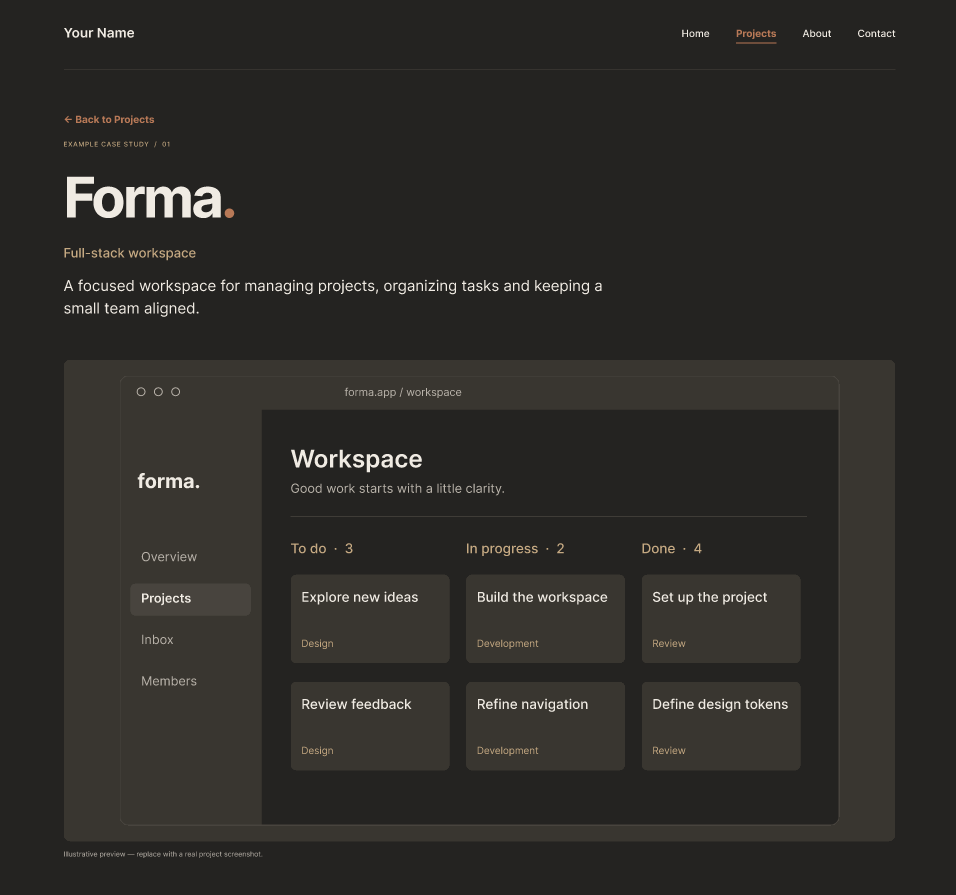 Your Name
Home Projects About Contact
← Back to Projects
EXAMPLE CASE STUDY / 01
Forma.
Full-stack workspace
A focused workspace for managing projects, organizing tasks and keeping a
small team aligned.
forma.app / workspace
forma.
Overview
Projects
Inbox
Members
Workspace
Good work starts with a little clarity.
To do · 3
In progress · 2
Done · 4
Explore new ideas
Design
Build the workspace
Development
Set up the project
Review
Review feedback
Design
Refine navigation
Development
Define design tokens
Review
Illustrative preview — replace with a real project screenshot.